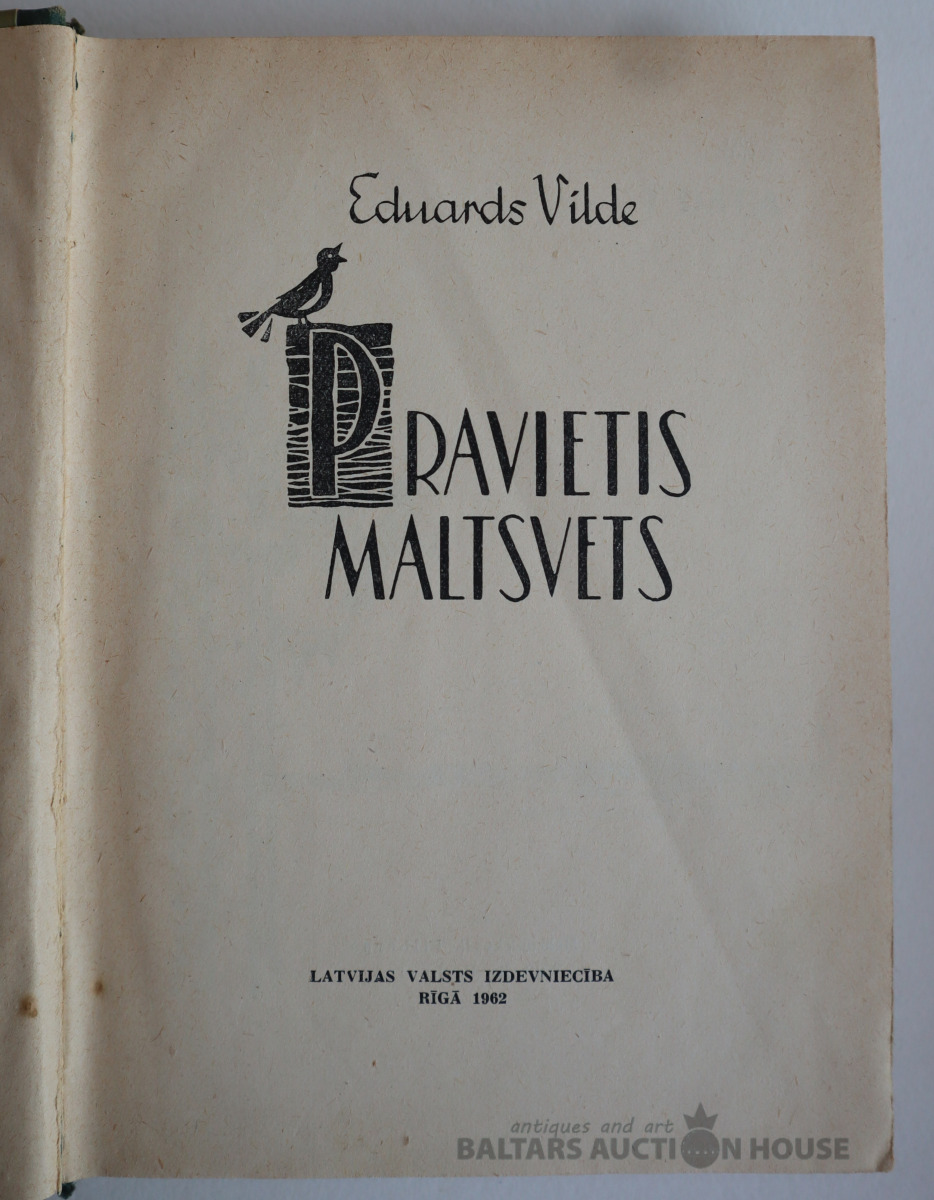 Eduards Vilde
PRAVIETIS
MALTSVETS
LATVIJAS VALSTS IZDEVNIECĪBA
RĪGĀ 1962
antiques and art
BALTARS AUCTION HOUSE